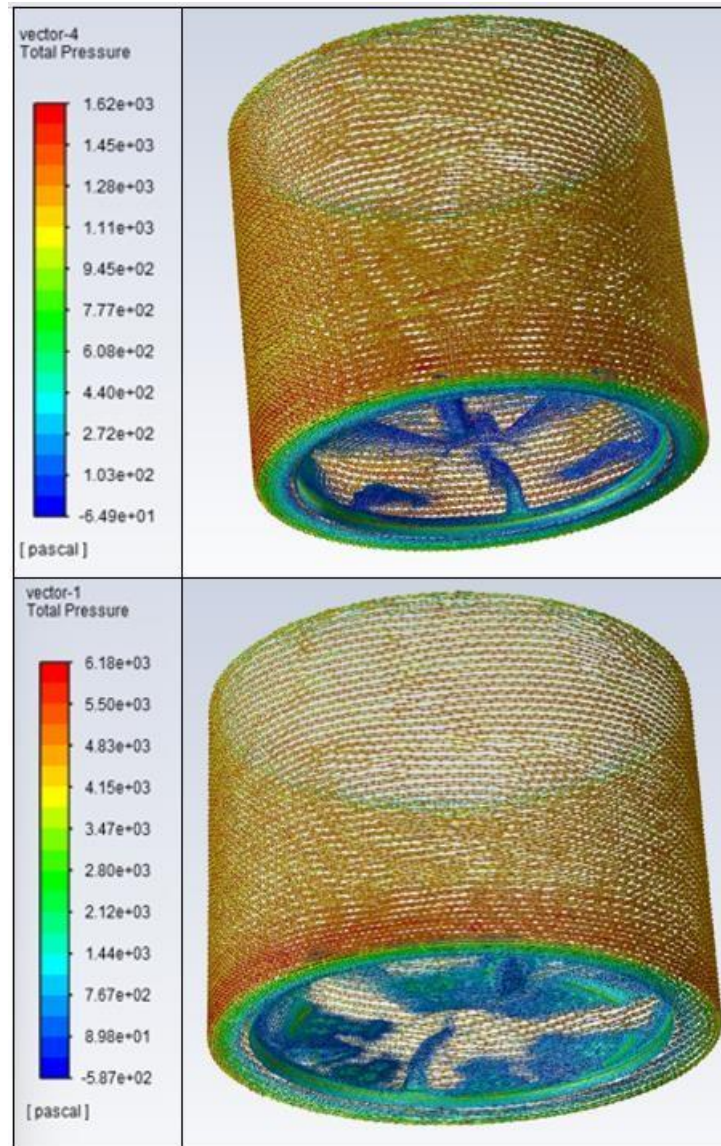 vector-4
Total Pressure
1.62e+03
1.45e+03
1.28e+03
1.11e+03
9.45e+02
7.77e+02
6.08e+02
4.40e+02
2.72e+02
1.03e+02
-6.49e+01
[ pascal ]
vector-1
Total Pressure
6.18e+03
5.50e+03
4.83e+03
4.15e+03
3.47e+03
2.80e+03
2.12e+03
1.44e+03
7.67e+02
8.98e+01
-5.87e+02
[ pascal ]